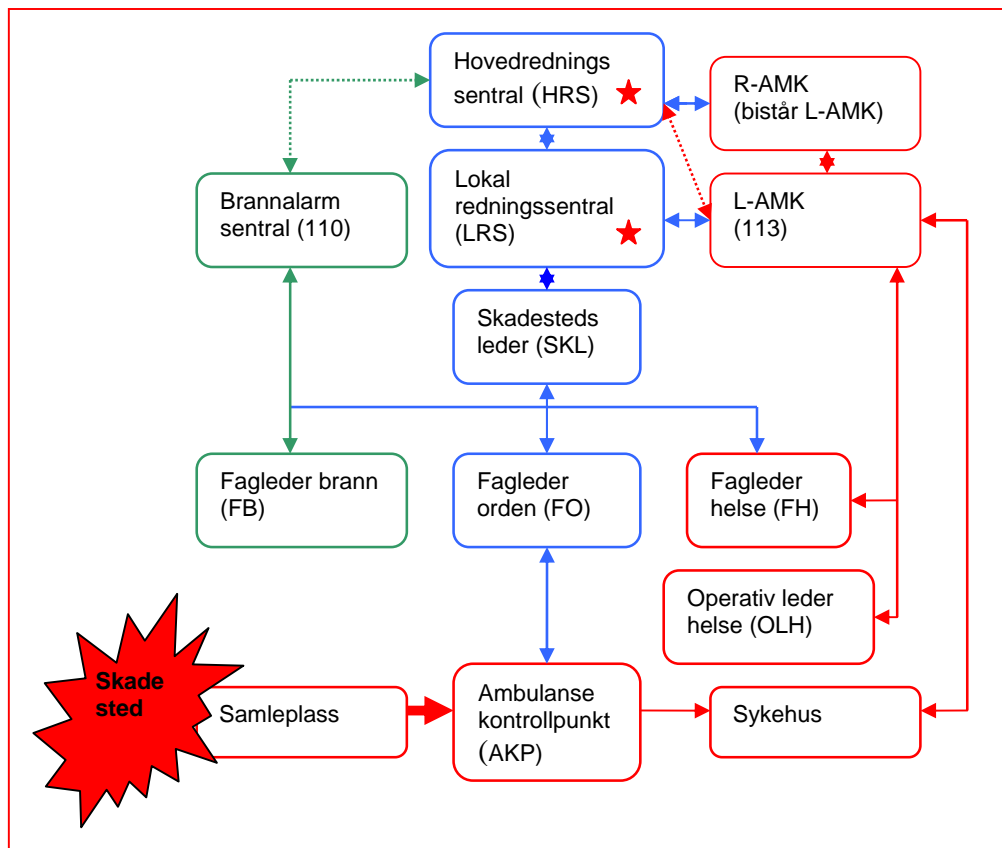 Hovedrednings
sentral (HRS)
R-AMK
(bistår L-AMK)
Brannalarm
sentral (110)
Lokal
redningssentral
(LRS)
L-AMK
(113)
Skadesteds
leder (SKL)
Fagleder brann
(FB)
Fagleder
orden (FO)
Fagleder
helse (FH)
Operativ leder
helse (OLH)
Skade
sted
Samleplass
Ambulanse
kontrollpunkt
(AKP)
Sykehus